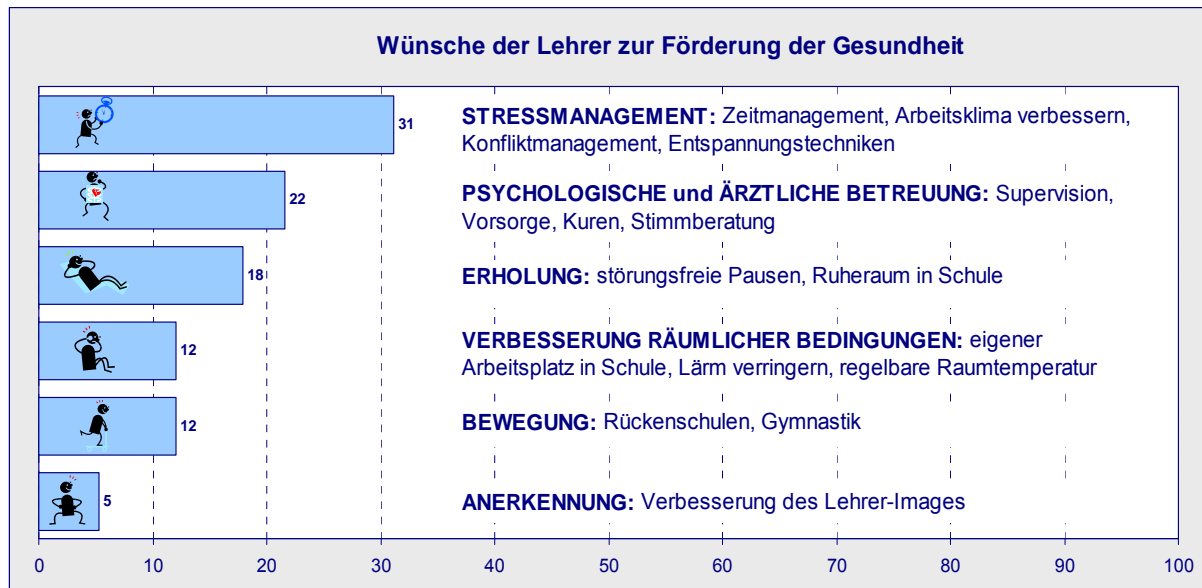 Wünsche der Lehrer zur Förderung der Gesundheit
31
STRESSMANAGEMENT: Zeitmanagement, Arbeitsklima verbessern,
Konfliktmanagement, Entspannungstechniken
22
PSYCHOLOGISCHE und ÄRZTLICHE BETREUUNG: Supervision,
Vorsorge, Kuren, Stimmberatung
18
ERHOLUNG: störungsfreie Pausen, Ruheraum in Schule
12
VERBESSERUNG RÄUMLICHER BEDINGUNGEN: eigener
Arbeitsplatz in Schule, Lärm verringern, regelbare Raumtemperatur
12
BEWEGUNG: Rückenschulen, Gymnastik
5
ANERKENNUNG: Verbesserung des Lehrer-Images
0 10 20 30 40 50 60 70 80 90 100